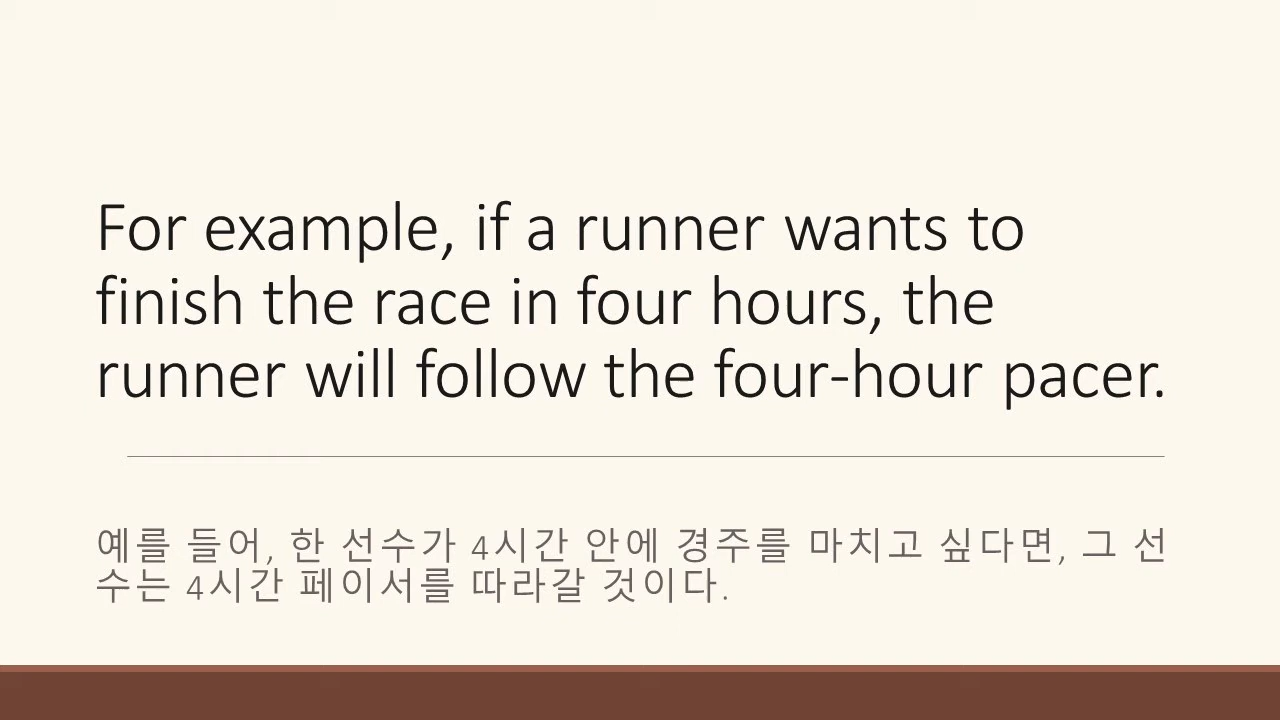 For example, if a runner wants to
finish the race in four hours, the
runner will follow the four-hour pacer.
예를 들어, 한 선수가 4시간 안에 경주를 마치고 싶다면, 그 선
수는 4시간 페이서를 따라갈 것이다.